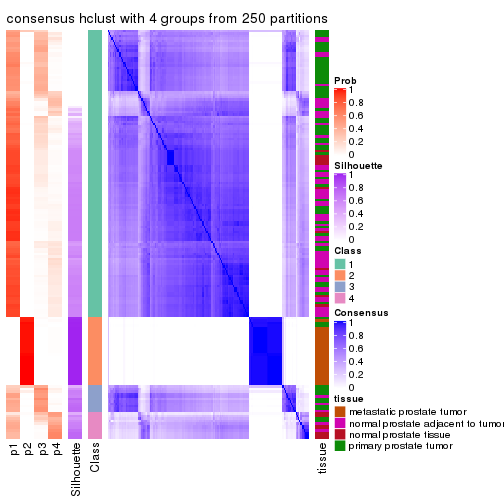 consensus hclust with 4 groups from 250 partitions
p1
p2
p3
p4
Silhouette
Class
tissue
Prob
1
0.8
0.6
0.4
0.2
0
Silhouette
1
0.8
0.6
0.4
0.2
0
Class
1
2
3
4
Consensus
1
0.8
0.6
0.4
0.2
0
tissue
metastatic prostate tumor
normal prostate adjacent to tumor
normal prostate tissue
primary prostate tumor